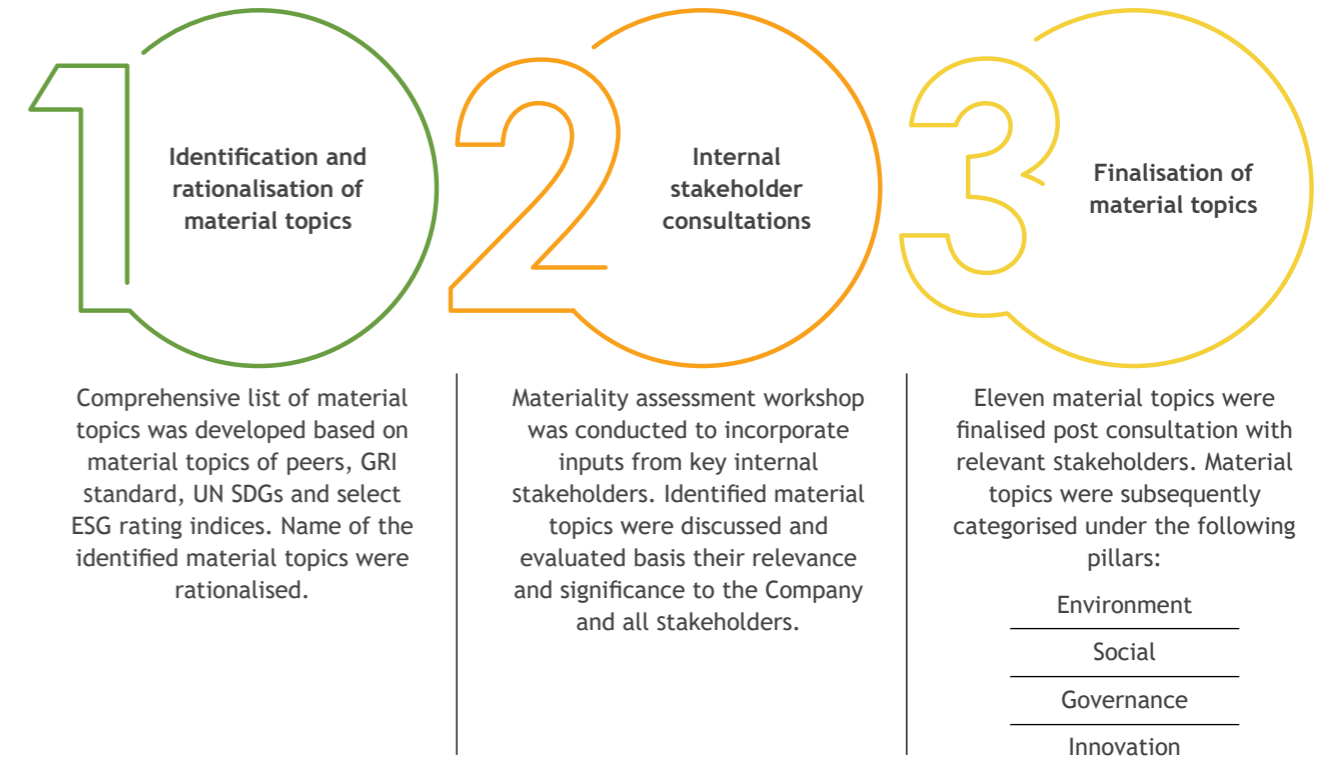 1
Identification and
rationalisation of
material topics
Comprehensive list of material
topics was developed based on
material topics of peers, GRI
standard, UN SDGs and select
ESG rating indices. Name of the
identified material topics were
rationalised.
2
Internal
stakeholder
consultations
Materiality assessment workshop
was conducted to incorporate
inputs from key internal
stakeholders. Identified material
topics were discussed and
evaluated basis their relevance
and significance to the Company
and all stakeholders.
3
Finalisation of
material topics
Eleven material topics were
finalised post consultation with
relevant stakeholders. Material
topics were subsequently
categorised under the following
pillars:
Environment
Social
Governance
Innovation